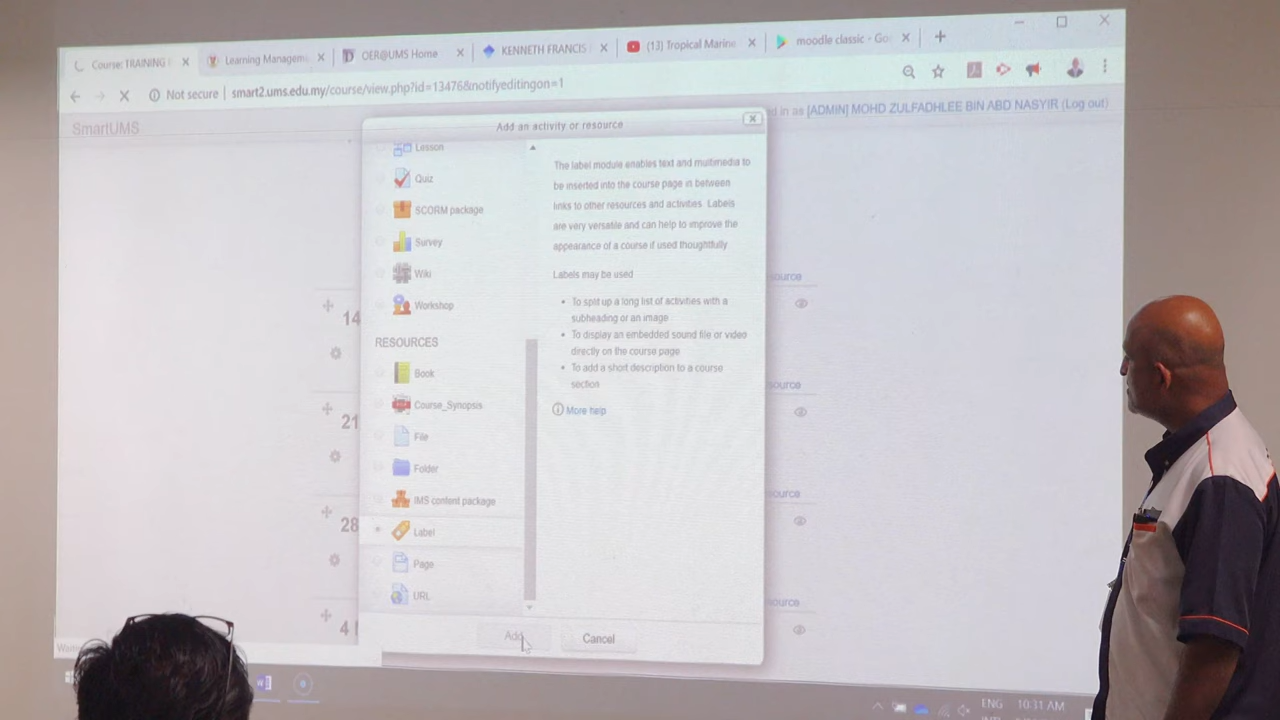 Course: TRAINING
Learning Managem
OER@UMS Home
KENNETH FRANCIS
(13) Tropical Marine
moodle classic - Go
Not secure | smart2.ums.edu.my/course/view.php?id=13476&notifyeditingon=1
SmartUMS
d in as [ADMIN] MOHD ZULFADHLEE BIN ABD NASYIR (Log out)
Add an activity or resource
Lesson
Quiz
SCORM package
Survey
Wiki
Workshop
RESOURCES
Book
Course_Synopsis
File
Folder
IMS content package
Label
Page
URL
The label module enables text and multimedia to
be inserted into the course page in between
links to other resources and activities. Labels
are very versatile and can help to improve the
appearance of a course if used thoughtfully
Labels may be used
• To split up a long list of activities with a
subheading or an image
• To display an embedded sound file or video
directly on the course page
• To add a short description to a course
section
More help
Add
Cancel
14
21
28
4
source
source
source
source
ENG
10:31 AM